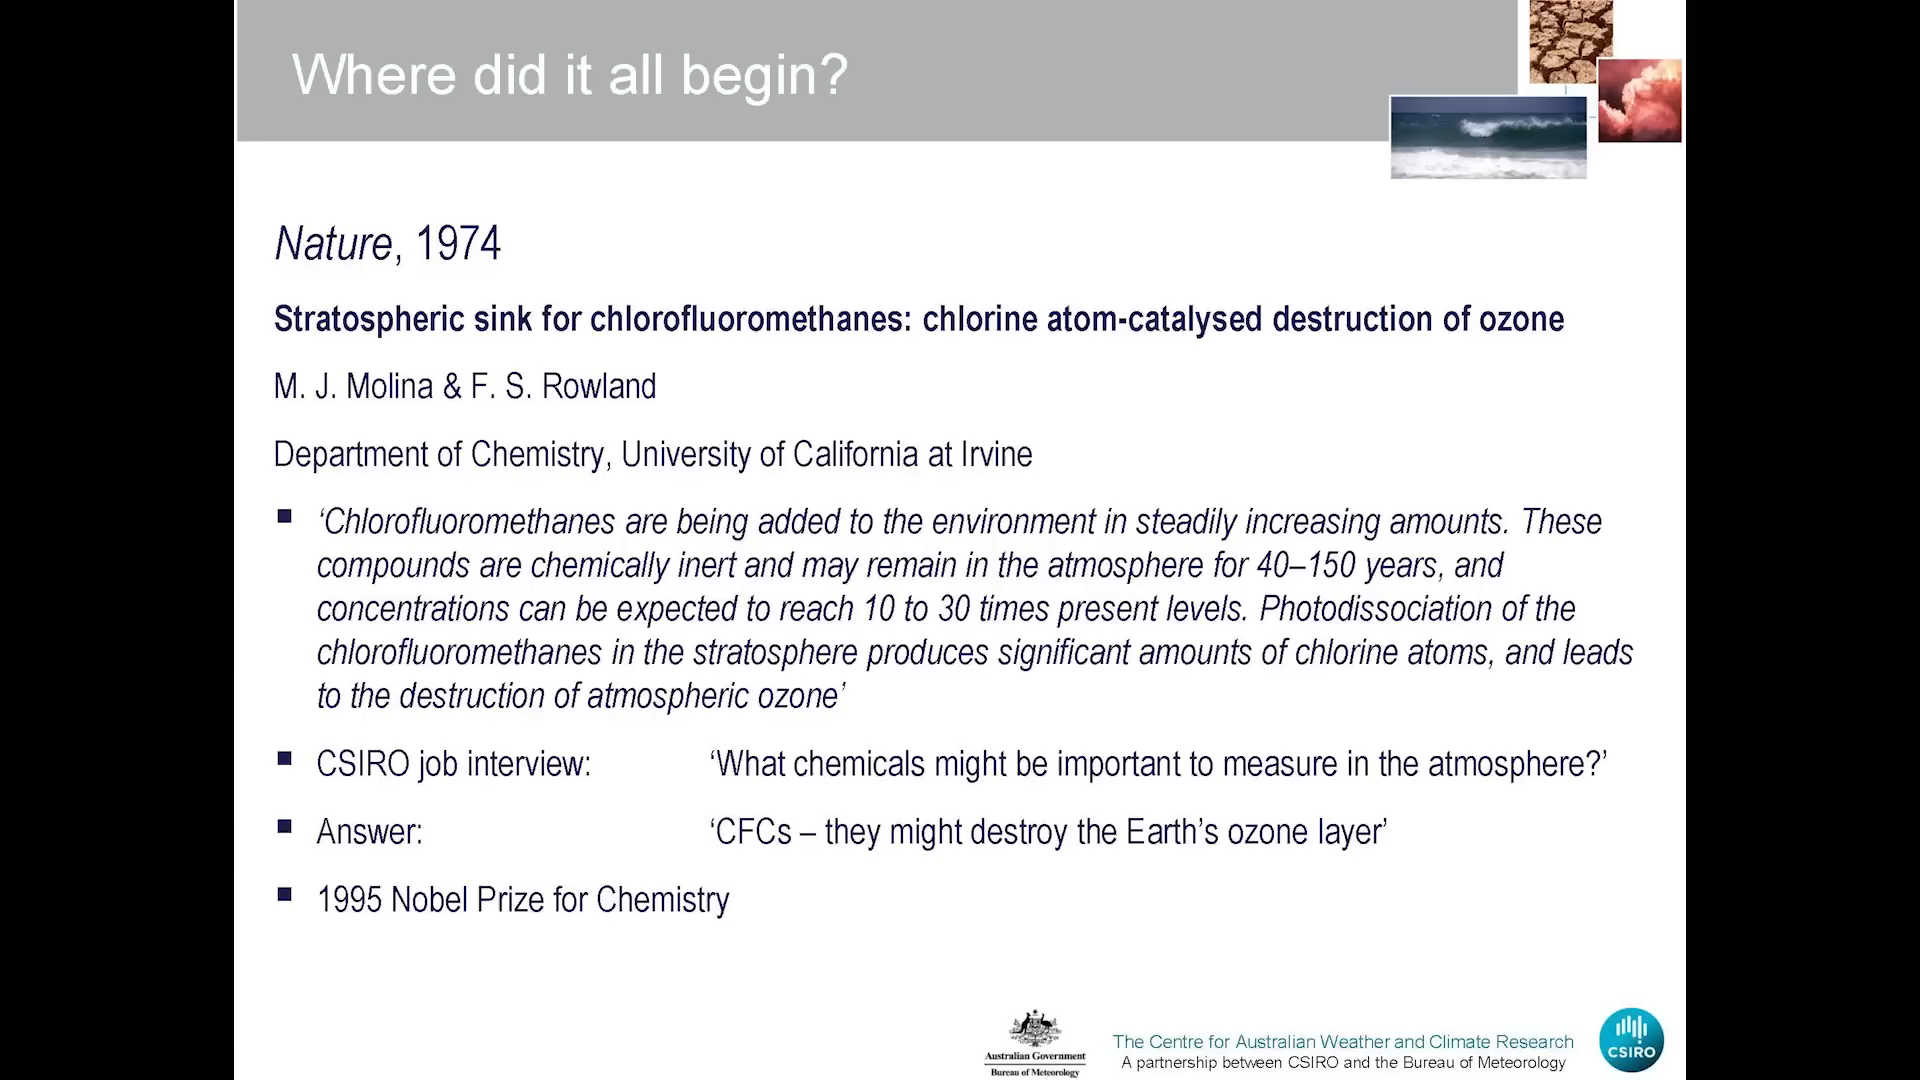 Where did it all begin?
Nature, 1974
Stratospheric sink for chlorofluoromethanes: chlorine atom-catalysed destruction of ozone
M. J. Molina & F. S. Rowland
Department of Chemistry, University of California at Irvine
▪ ‘Chlorofluoromethanes are being added to the environment in steadily increasing amounts. These
compounds are chemically inert and may remain in the atmosphere for 40–150 years, and
concentrations can be expected to reach 10 to 30 times present levels. Photodissociation of the
chlorofluoromethanes in the stratosphere produces significant amounts of chlorine atoms, and leads
to the destruction of atmospheric ozone’
▪ CSIRO job interview: ‘What chemicals might be important to measure in the atmosphere?’
▪ Answer: ‘CFCs – they might destroy the Earth’s ozone layer’
▪ 1995 Nobel Prize for Chemistry
Australian Government
Bureau of Meteorology
The Centre for Australian Weather and Climate Research
A partnership between CSIRO and the Bureau of Meteorology
CSIRO